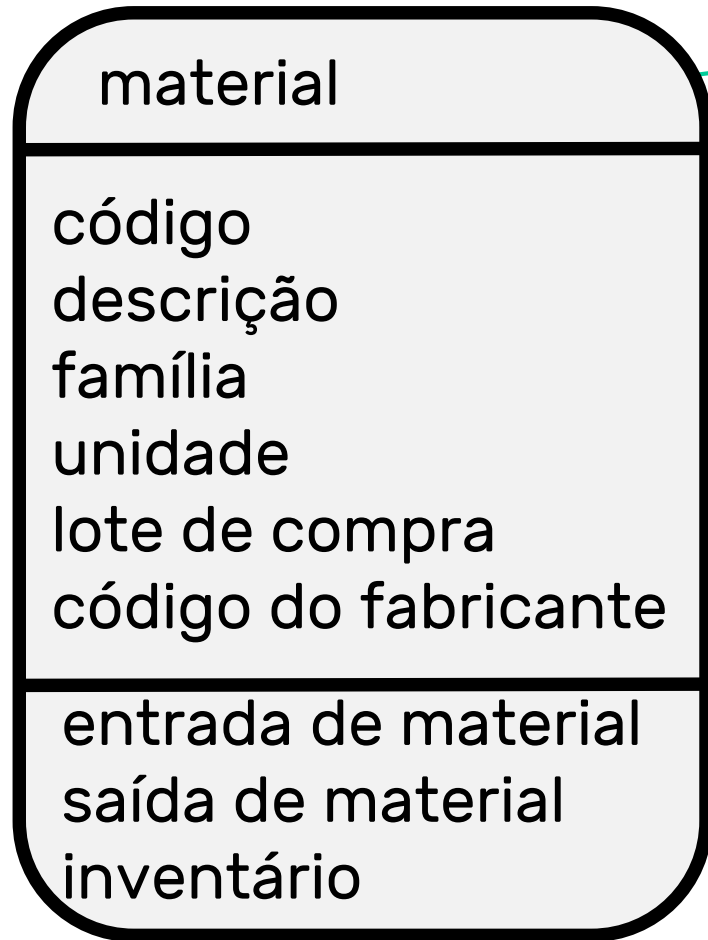 material
código
descrição
família
unidade
lote de compra
código do fabricante
entrada de material
saída de material
inventário